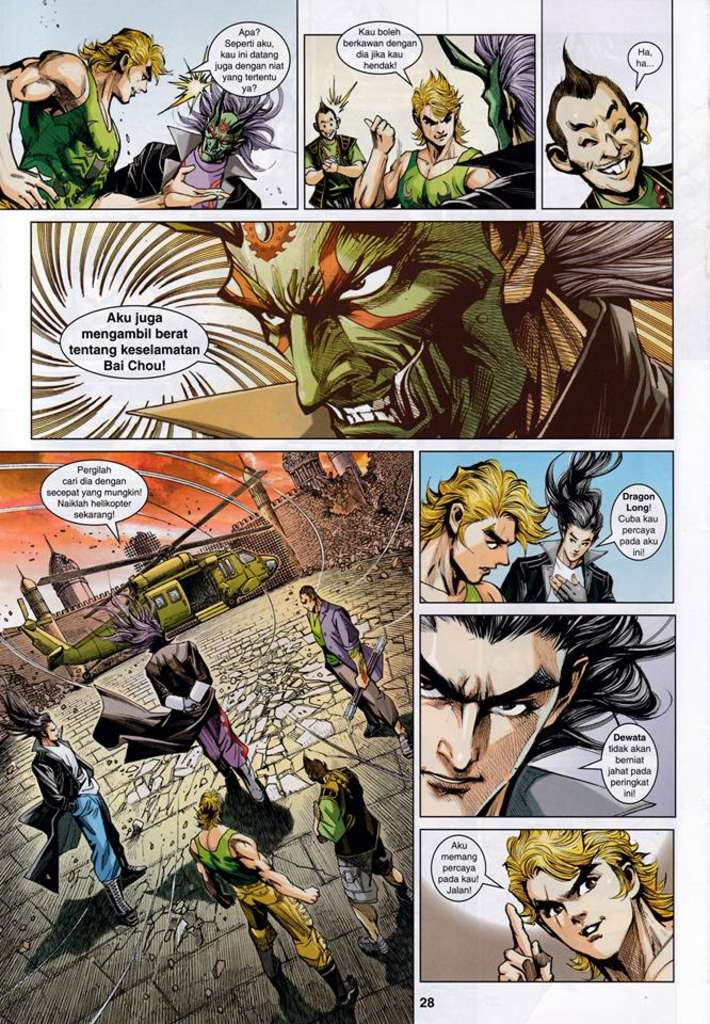 Apa?
Seperti aku,
kau ini datang
juga dengan niat
yang tertentu
ya?
Kau boleh
berkawan dengan
dia jika kau
hendak!
Ha,
ha...
Aku juga
mengambil berat
tentang keselamatan
Bai Chou!
Pergilah
cari dia dengan
secepat yang mungkin!
Naiklah helikopter
sekarang!
Dragon
Long!
Cuba kau
percaya
pada aku
ini!
Dewata
tidak akan
berniat
jahat pada
peringkat
ini!
Aku
memang
percaya
pada kau!
Jalan!
28